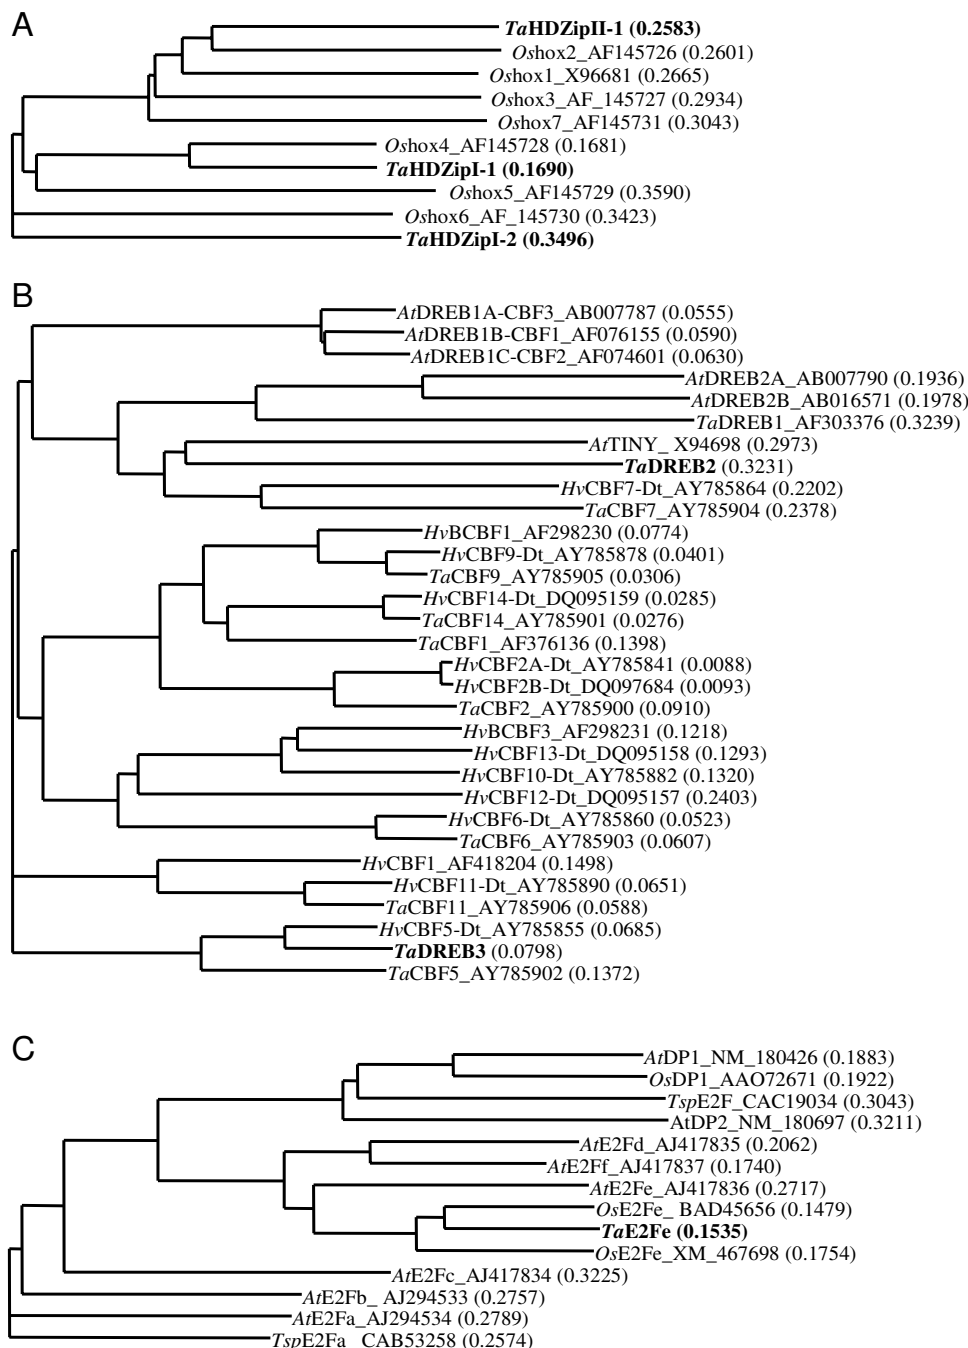 A
TaHDZipII-1 (0.2583)
Oshox2_AF145726 (0.2601)
Oshox1_X96681 (0.2665)
Oshox3_AF_145727 (0.2934)
Oshox7_AF145731 (0.3043)
Oshox4_AF145728 (0.1681)
TaHDZipI-1 (0.1690)
Oshox5_AF145729 (0.3590)
Oshox6_AF_145730 (0.3423)
TaHDZipI-2 (0.3496)
B
AtDREB1A-CBF3_AB007787 (0.0555)
AtDREB1B-CBF1_AF076155 (0.0590)
AtDREB1C-CBF2_AF074601 (0.0630)
AtDREB2A_AB007790 (0.1936)
AtDREB2B_AB016571 (0.1978)
TaDREB1_AF303376 (0.3239)
AtTINY_ X94698 (0.2973)
TaDREB2 (0.3231)
HvCBF7-Dt_AY785864 (0.2202)
TaCBF7_AY785904 (0.2378)
HvBCBF1_AF298230 (0.0774)
HvCBF9-Dt_AY785878 (0.0401)
TaCBF9_AY785905 (0.0306)
HvCBF14-Dt_DQ095159 (0.0285)
TaCBF14_AY785901 (0.0276)
TaCBF1_AF376136 (0.1398)
HvCBF2A-Dt_AY785841 (0.0088)
HvCBF2B-Dt_DQ097684 (0.0093)
TaCBF2_AY785900 (0.0910)
HvBCBF3_AF298231 (0.1218)
HvCBF13-Dt_DQ095158 (0.1293)
HvCBF10-Dt_AY785882 (0.1320)
HvCBF12-Dt_DQ095157 (0.2403)
HvCBF6-Dt_AY785860 (0.0523)
TaCBF6_AY785903 (0.0607)
HvCBF1_AF418204 (0.1498)
HvCBF11-Dt_AY785890 (0.0651)
TaCBF11_AY785906 (0.0588)
HvCBF5-Dt_AY785855 (0.0685)
TaDREB3 (0.0798)
TaCBF5_AY785902 (0.1372)
C
AtDP1_NM_180426 (0.1883)
OsDP1_AAO72671 (0.1922)
TspE2F_CAC19034 (0.3043)
AtDP2_NM_180697 (0.3211)
AtE2Fd_AJ417835 (0.2062)
AtE2Ff_AJ417837 (0.1740)
AtE2Fe_AJ417836 (0.2717)
OsE2Fe_ BAD45656 (0.1479)
TaE2Fe (0.1535)
OsE2Fe_XM_467698 (0.1754)
AtE2Fc_AJ417834 (0.3225)
AtE2Fb_ AJ294533 (0.2757)
AtE2Fa_AJ294534 (0.2789)
TspE2Fa_CAB53258 (0.2574)